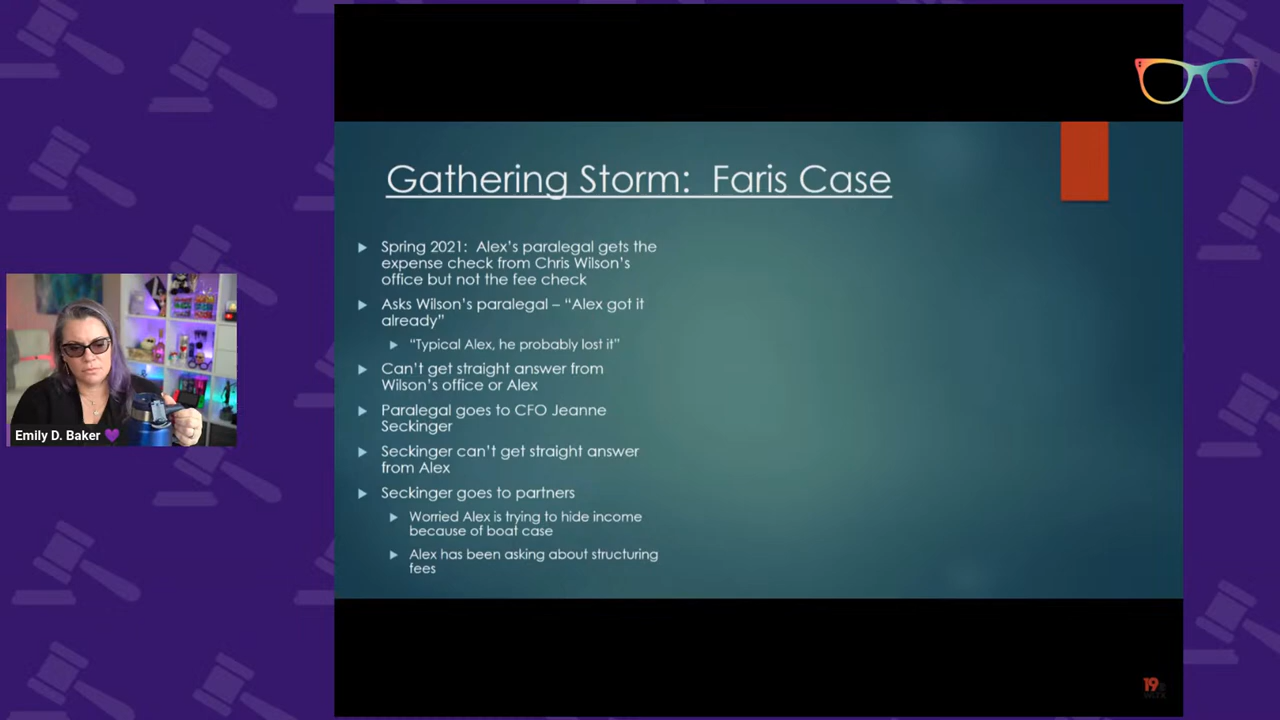 Gathering Storm: Faris Case
Spring 2021: Alex's paralegal gets the
expense check from Chris Wilson's
office but not the fee check
Asks Wilson's paralegal – “Alex got it
already”
“Typical Alex, he probably lost it”
Can't get straight answer from
Wilson's office or Alex
Paralegal goes to CFO Jeanne
Seckinger
Seckinger can't get straight answer
from Alex
Seckinger goes to partners
Worried Alex is trying to hide income
because of boat case
Alex has been asking about structuring
fees
Emily D. Baker 💜
19